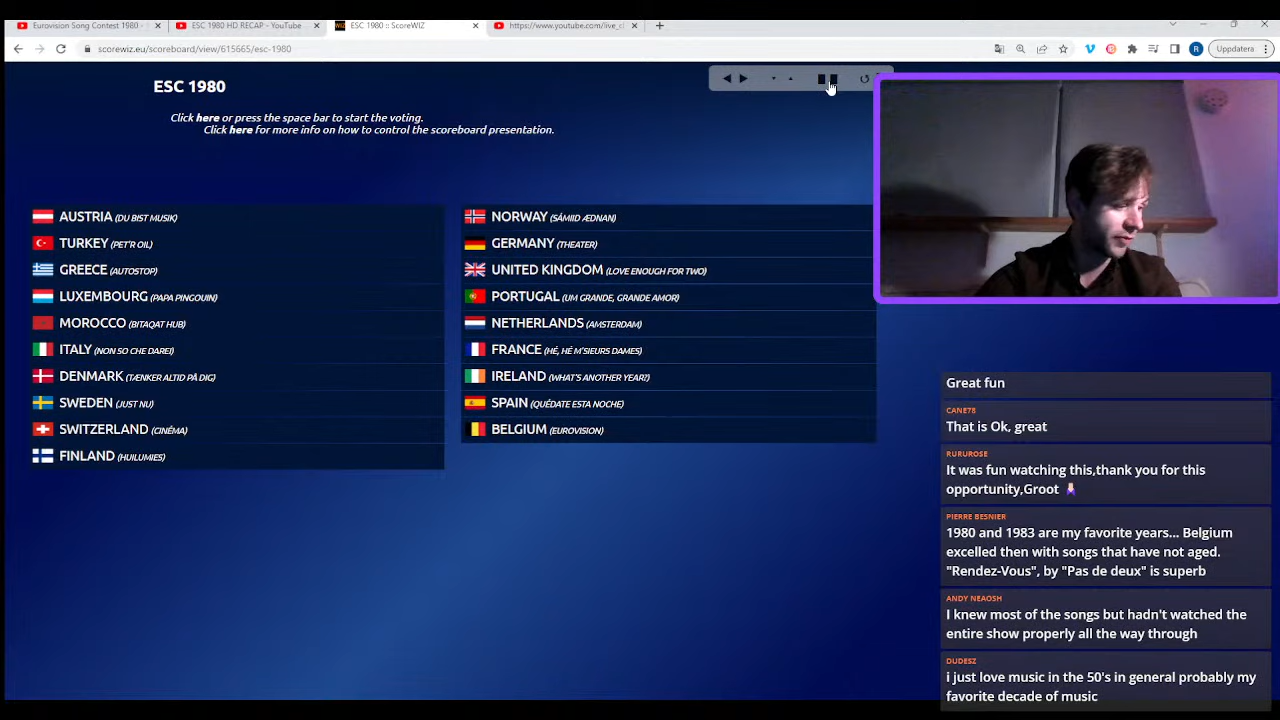 Eurovision Song Contest 1980 -
ESC 1980 HD RECAP - YouTube
WIZ
ESC 1980 :: ScoreWIZ
https://www.youtube.com/live_cl
scorewiz.eu/scoreboard/view/615665/esc-1980
R
Uppdatera
ESC 1980
Click here or press the space bar to start the voting.
Click here for more info on how to control the scoreboard presentation.
AUSTRIA (DU BIST MUSIK)
TURKEY (PET'R OIL)
GREECE (AUTOSTOP)
LUXEMBOURG (PAPA PINGOUIN)
MOROCCO (BITAQAT HUB)
ITALY (NON SO CHE DAREI)
DENMARK (TÆNKER ALTID PÅ DIG)
SWEDEN (JUST NU)
SWITZERLAND (CINÉMA)
FINLAND (HUILUMIES)
NORWAY (SÁMIID ÆDNAN)
GERMANY (THEATER)
UNITED KINGDOM (LOVE ENOUGH FOR TWO)
PORTUGAL (UM GRANDE, GRANDE AMOR)
NETHERLANDS (AMSTERDAM)
FRANCE (HÉ, HÉ M'SIEURS DAMES)
IRELAND (WHAT'S ANOTHER YEAR?)
SPAIN (QUÉDATE ESTA NOCHE)
BELGIUM (EUROVISION)
Great fun
CANE78
That is Ok, great
RURUROSE
It was fun watching this,thank you for this
opportunity,Groot
PIERRE BESNIER
1980 and 1983 are my favorite years... Belgium
excelled then with songs that have not aged.
"Rendez-Vous", by "Pas de deux" is superb
ANDY NEAOSH
I knew most of the songs but hadn't watched the
entire show properly all the way through
DUDESZ
i just love music in the 50's in general probably my
favorite decade of music